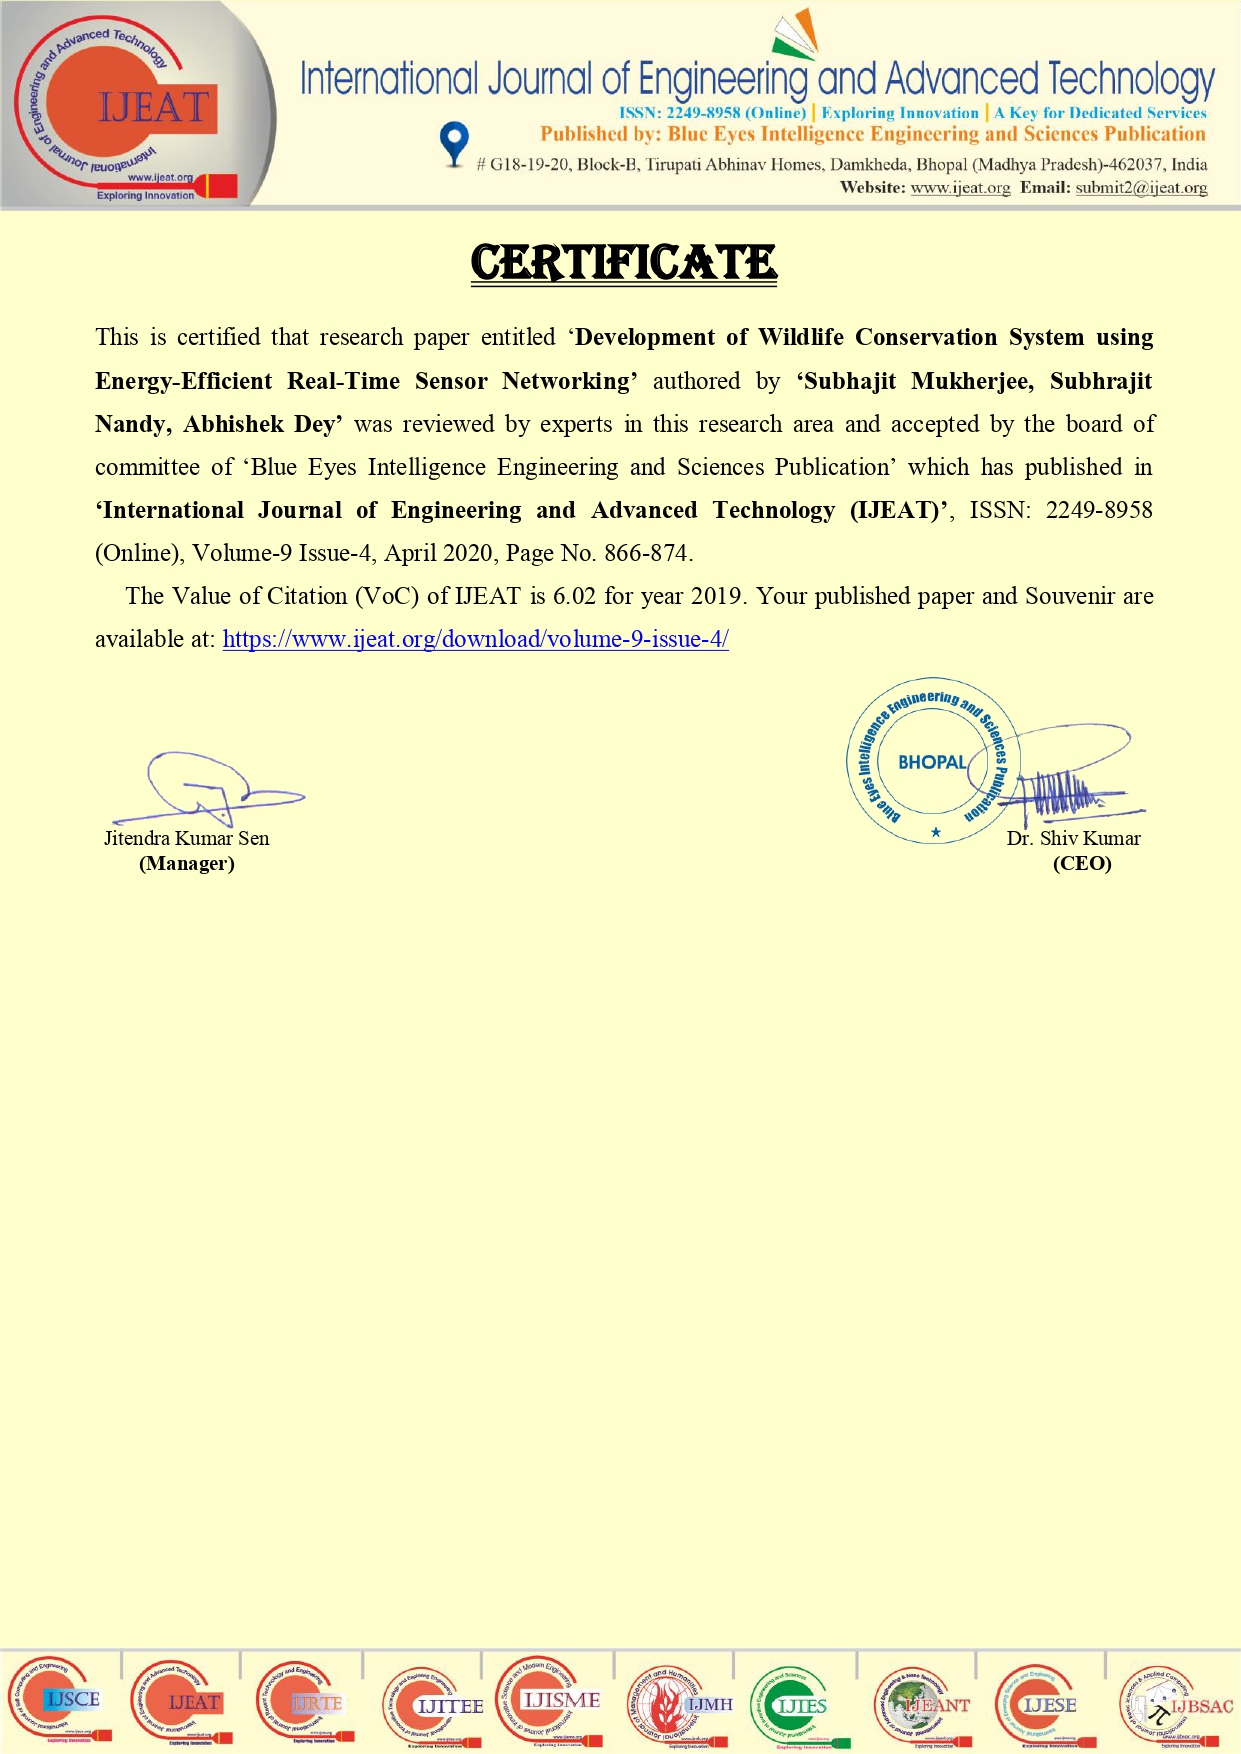 International Journal of Engineering and Advanced Technology
IJEAT
www.ijeat.org
Exploring Innovation
International Journal of Engineering and Advanced Technology
ISSN: 2249-8958 (Online) | Exploring Innovation | A Key for Dedicated Services
Published by: Blue Eyes Intelligence Engineering and Sciences Publication
# G18-19-20, Block-B, Tirupati Abhinav Homes, Damkheda, Bhopal (Madhya Pradesh)-462037, India
Website: www.ijeat.org Email: submit2@ijeat.org
CERTIFICATE
This is certified that research paper entitled ‘Development of Wildlife Conservation System using
Energy-Efficient Real-Time Sensor Networking’ authored by ‘Subhajit Mukherjee, Subhrajit
Nandy, Abhishek Dey’ was reviewed by experts in this research area and accepted by the board of
committee of ‘Blue Eyes Intelligence Engineering and Sciences Publication’ which has published in
‘International Journal of Engineering and Advanced Technology (IJEAT)’, ISSN: 2249-8958
(Online), Volume-9 Issue-4, April 2020, Page No. 866-874.
The Value of Citation (VoC) of IJEAT is 6.02 for year 2019. Your published paper and Souvenir are
available at: https://www.ijeat.org/download/volume-9-issue-4/
Blue Eyes Intelligence Engineering and Sciences Publication
BHOPAL
Jitendra Kumar Sen
(Manager)
Dr. Shiv Kumar
(CEO)
IJSCE
IJEAT
IJRTE
IJITEE
IJISME
IJMH
IJIES
IJEANT
IJESE
IJBSAC